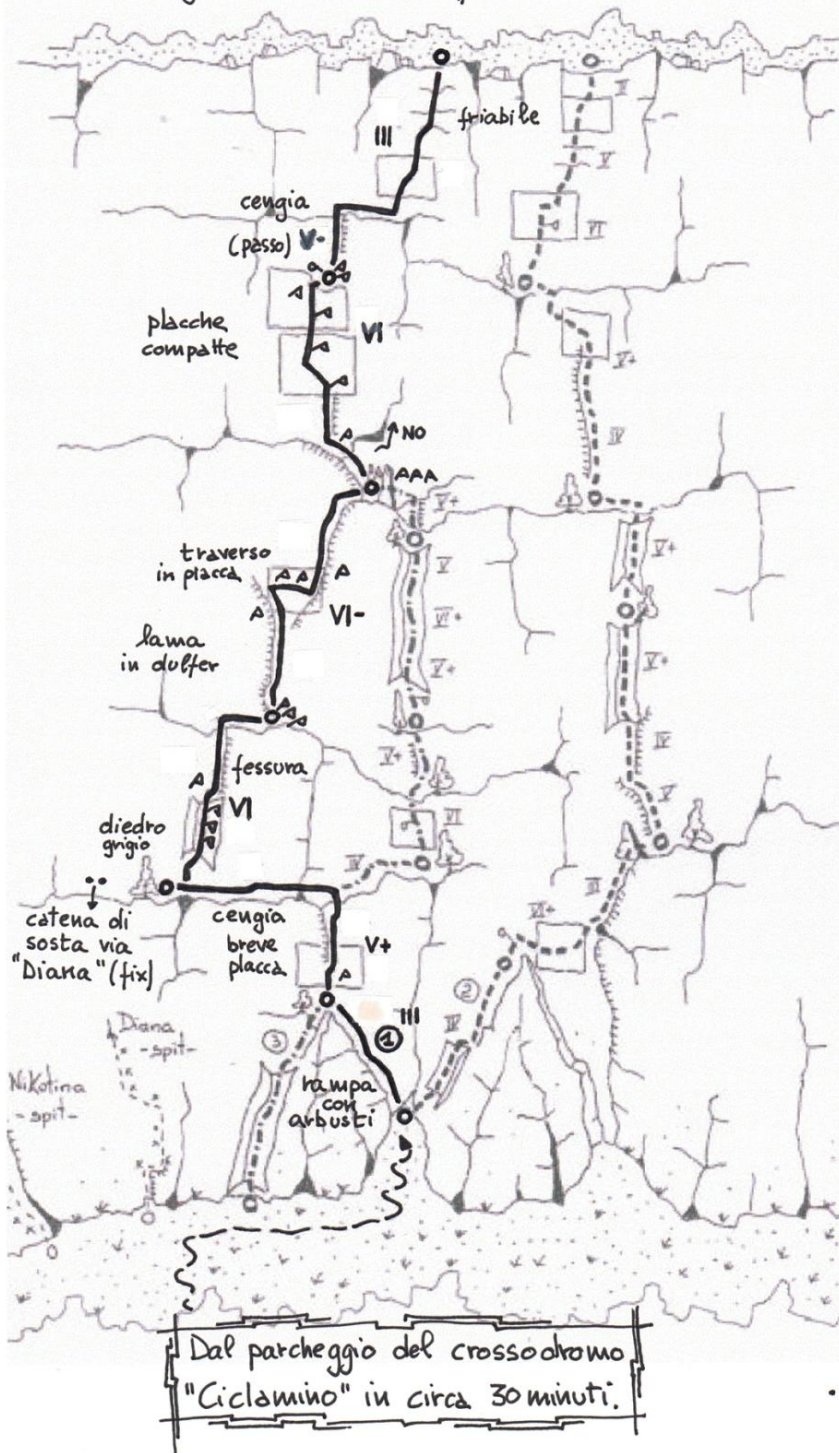 friabile
III
V
V
cengia
VI
(passo) V-
placche
compatte
VI
V+
NO
IV
AAA
V+
traverso
in placca
V
V+
VI-
VI+
lama
in dulfer
V+
V+
fessura
V+
IV
VI
VI
V
diedro
grigio
IV
III
catena di
sosta via
"Diana" (fix)
cengia
breve
placca
V+
VI+
2
III
1
Diana
-spit-
3
IV
Nikotina
-spit-
rampa
con
arbusti
Dal parcheggio del crossodromo
"Ciclamino" in circa 30 minuti.